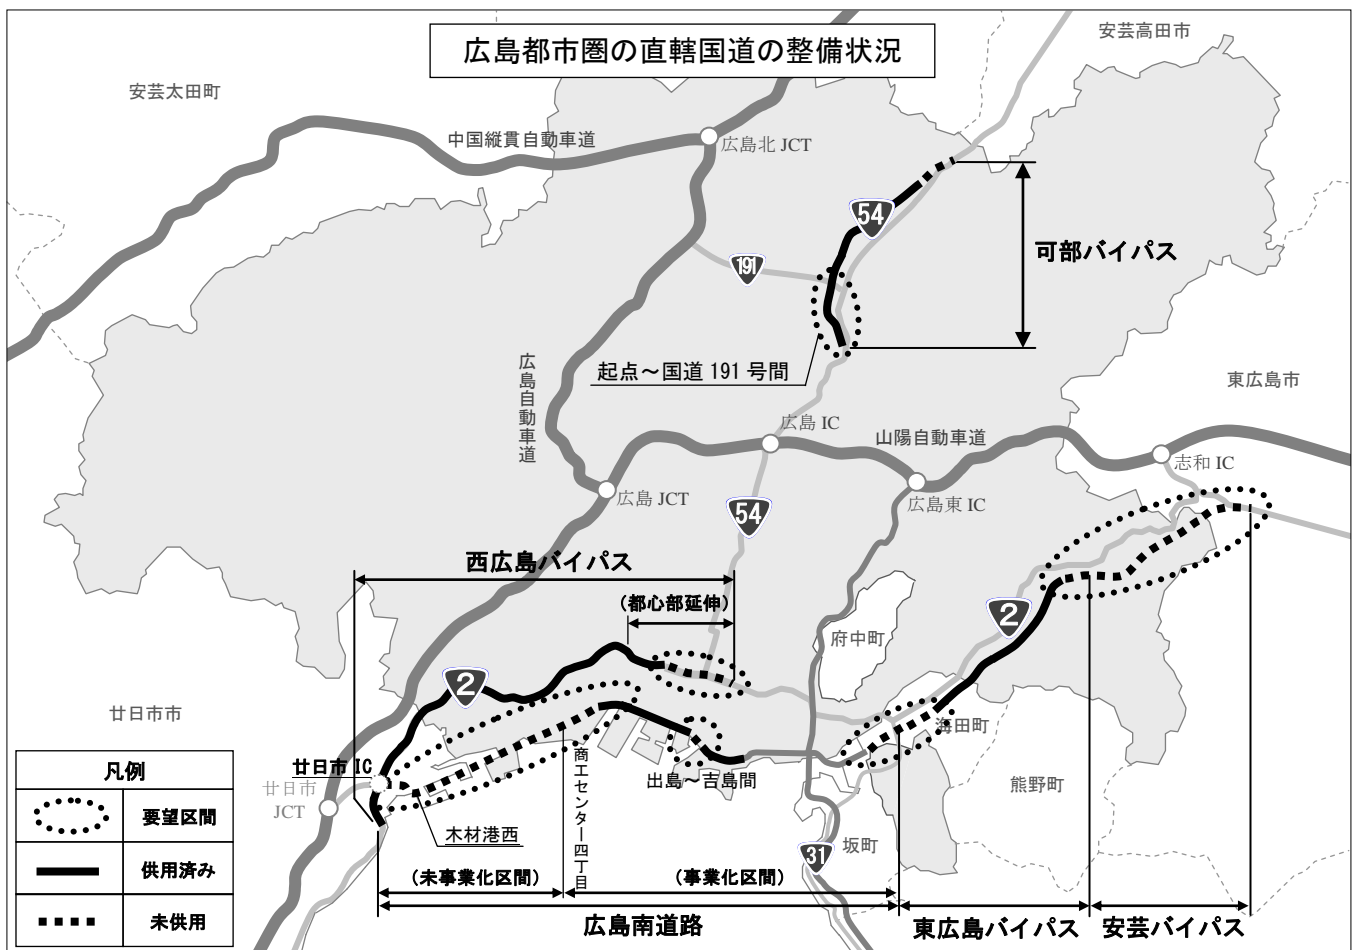 広島都市圏の直轄国道の整備状況
安芸高田市
安芸太田町
中国縦貫自動車道
広島北 JCT
54
191
可部バイパス
広島自動車道
起点～国道 191 号間
東広島市
広島 IC
山陽自動車道
志和 IC
広島 JCT
広島東 IC
54
西広島バイパス
(都心部延伸)
2
府中町
2
廿日市市
海田町
廿日市 IC
廿日市
JCT
商工センター四丁目
出島～吉島間
熊野町
木材港西
坂町
31
(未事業化区間)
(事業化区間)
広島南道路
東広島バイパス
安芸バイパス
凡例
要望区間
供用済み
未供用